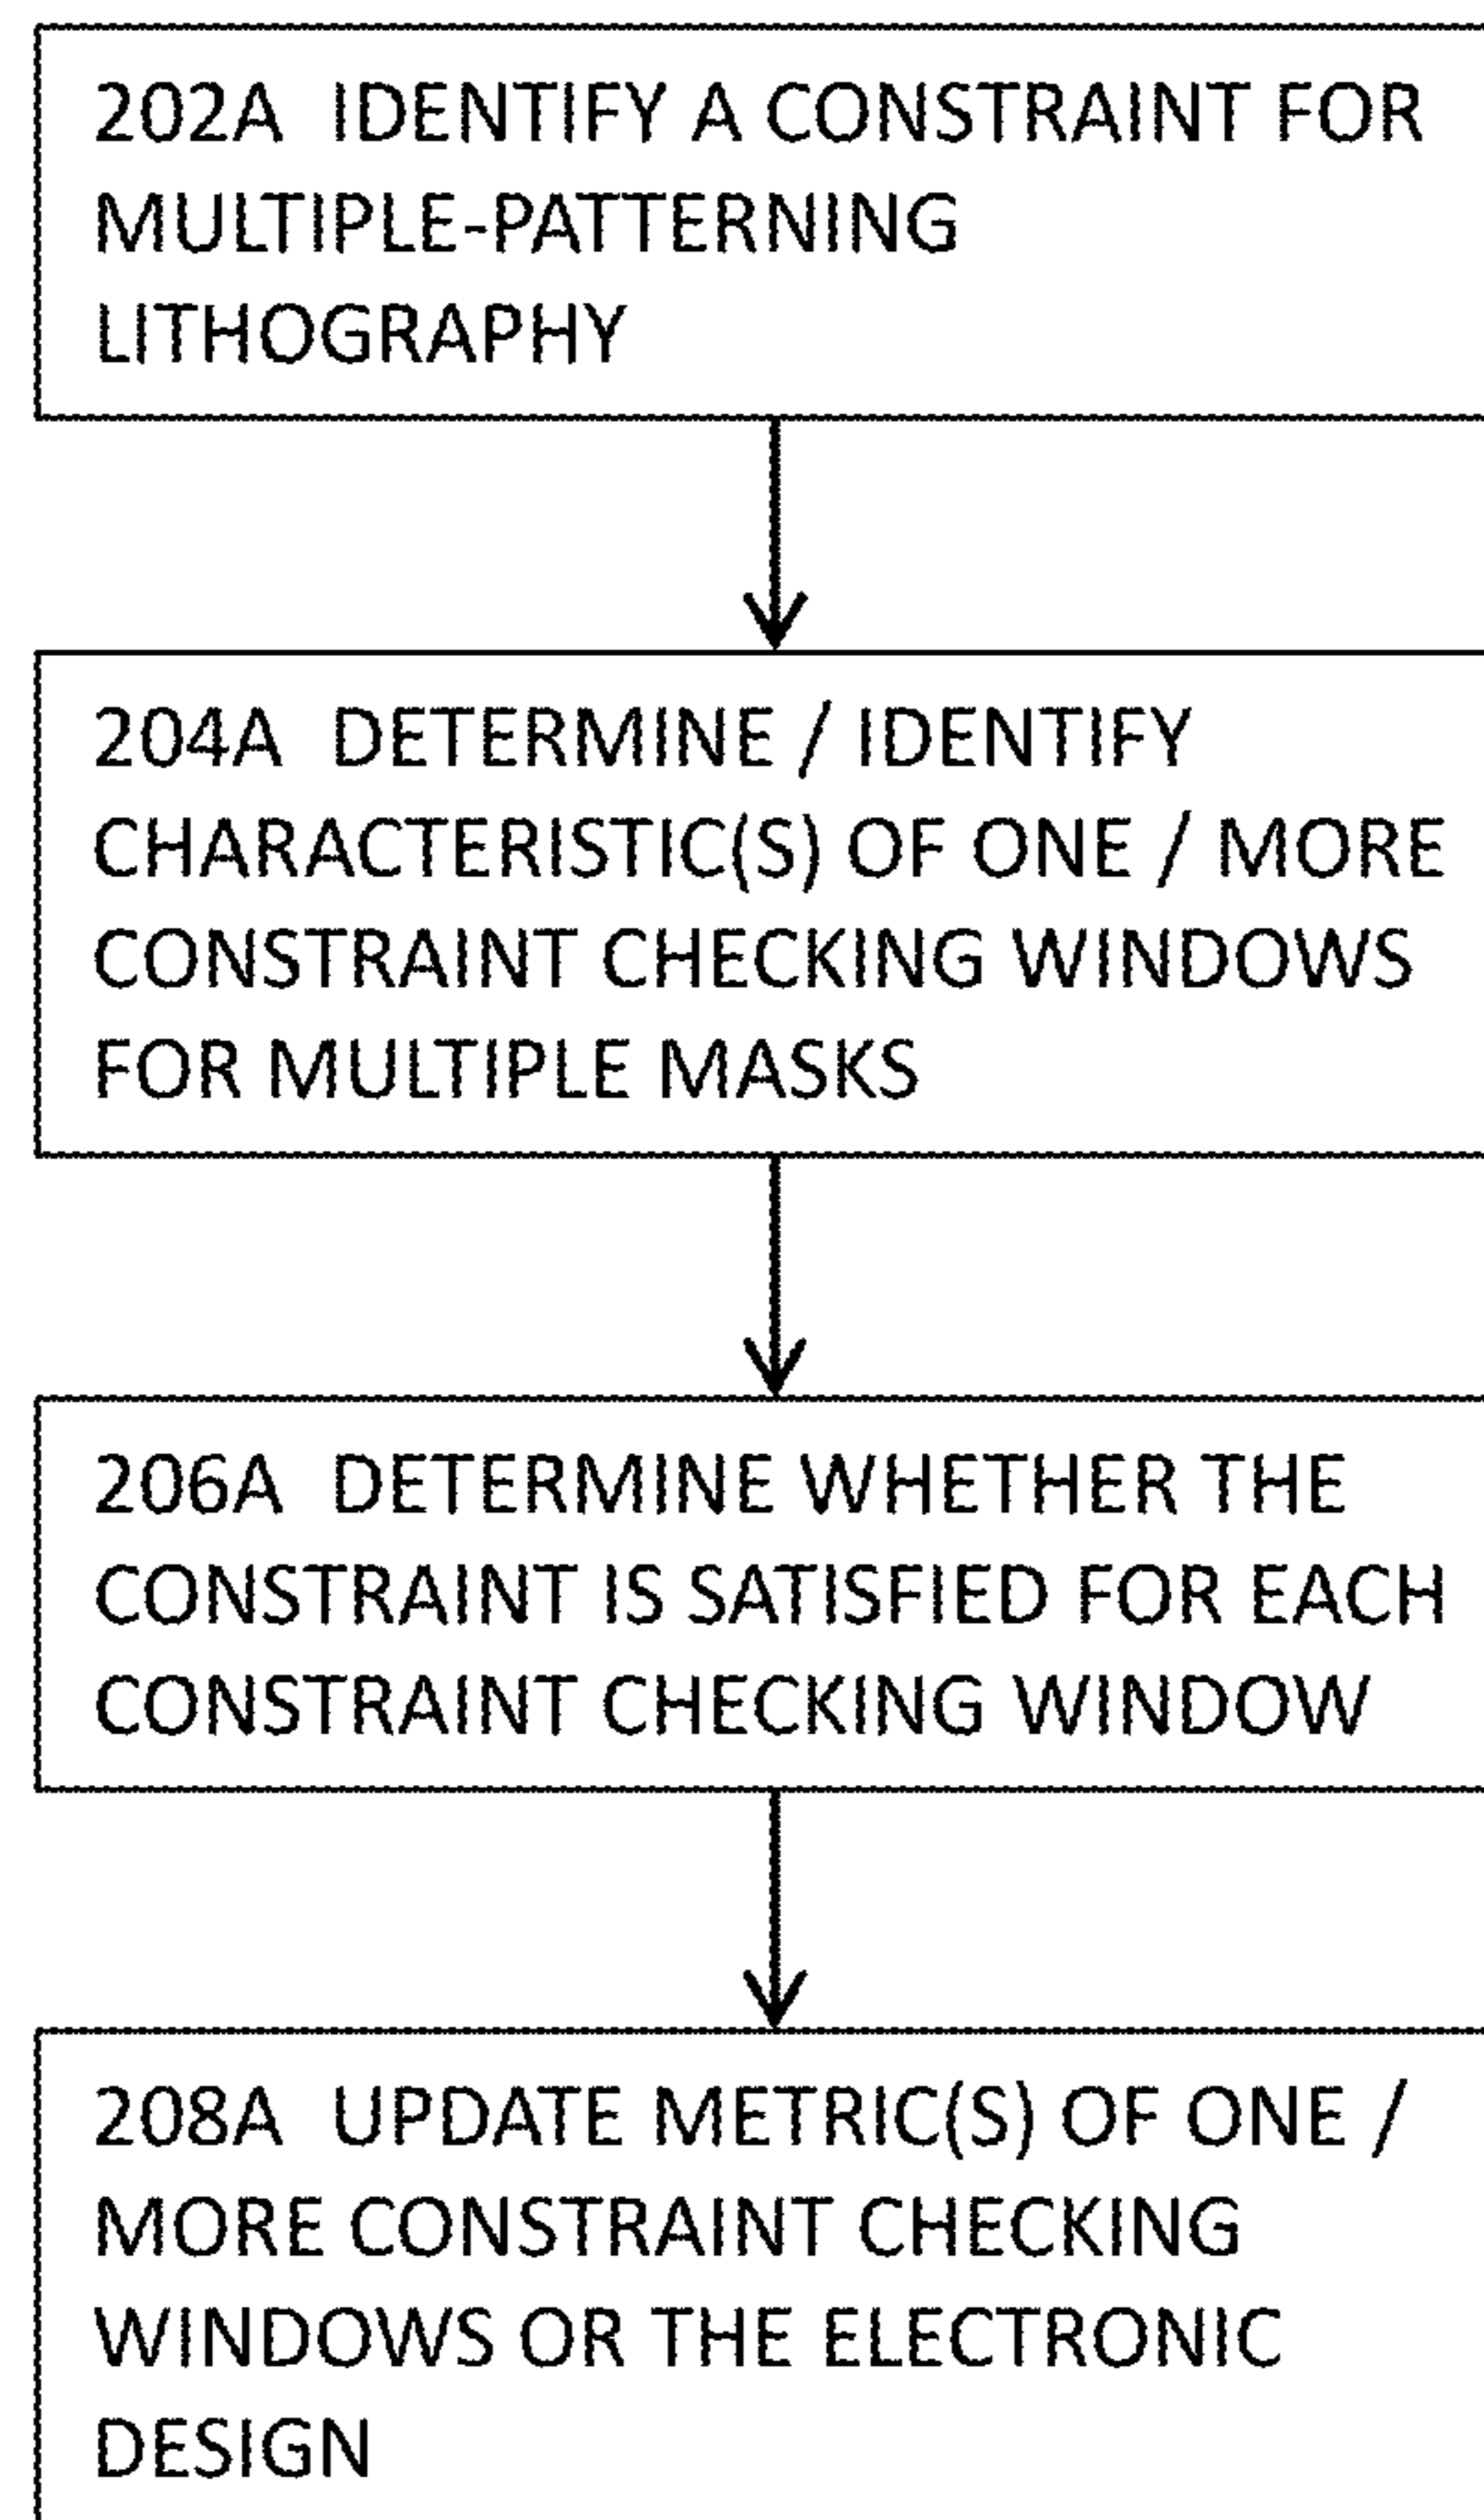 202A IDENTIFY A CONSTRAINT FOR
MULTIPLE-PATTERNING
LITHOGRAPHY
204A DETERMINE / IDENTIFY
CHARACTERISTIC(S) OF ONE / MORE
CONSTRAINT CHECKING WINDOWS
FOR MULTIPLE MASKS
206A DETERMINE WHETHER THE
CONSTRAINT IS SATISFIED FOR EACH
CONSTRAINT CHECKING WINDOW
208A UPDATE METRIC(S) OF ONE /
MORE CONSTRAINT CHECKING
WINDOWS OR THE ELECTRONIC
DESIGN